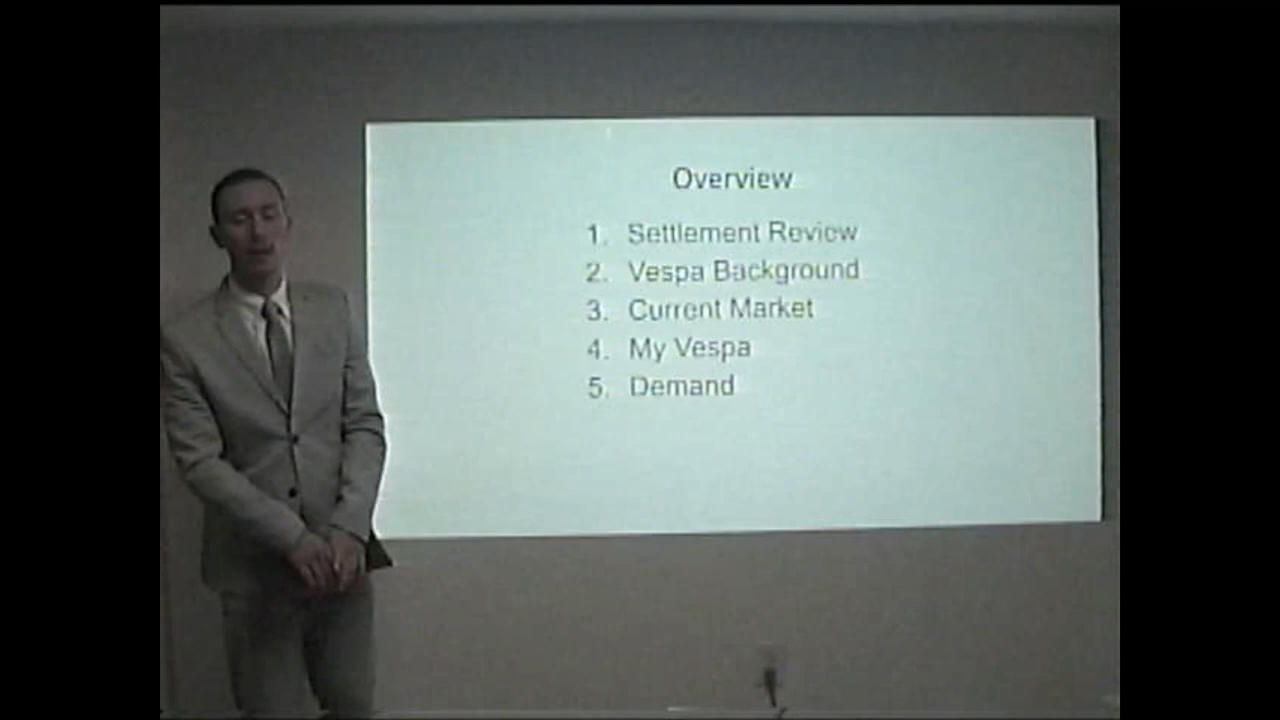 Overview
1. Settlement Review
2. Vespa Background
3. Current Market
4. My Vespa
5. Demand